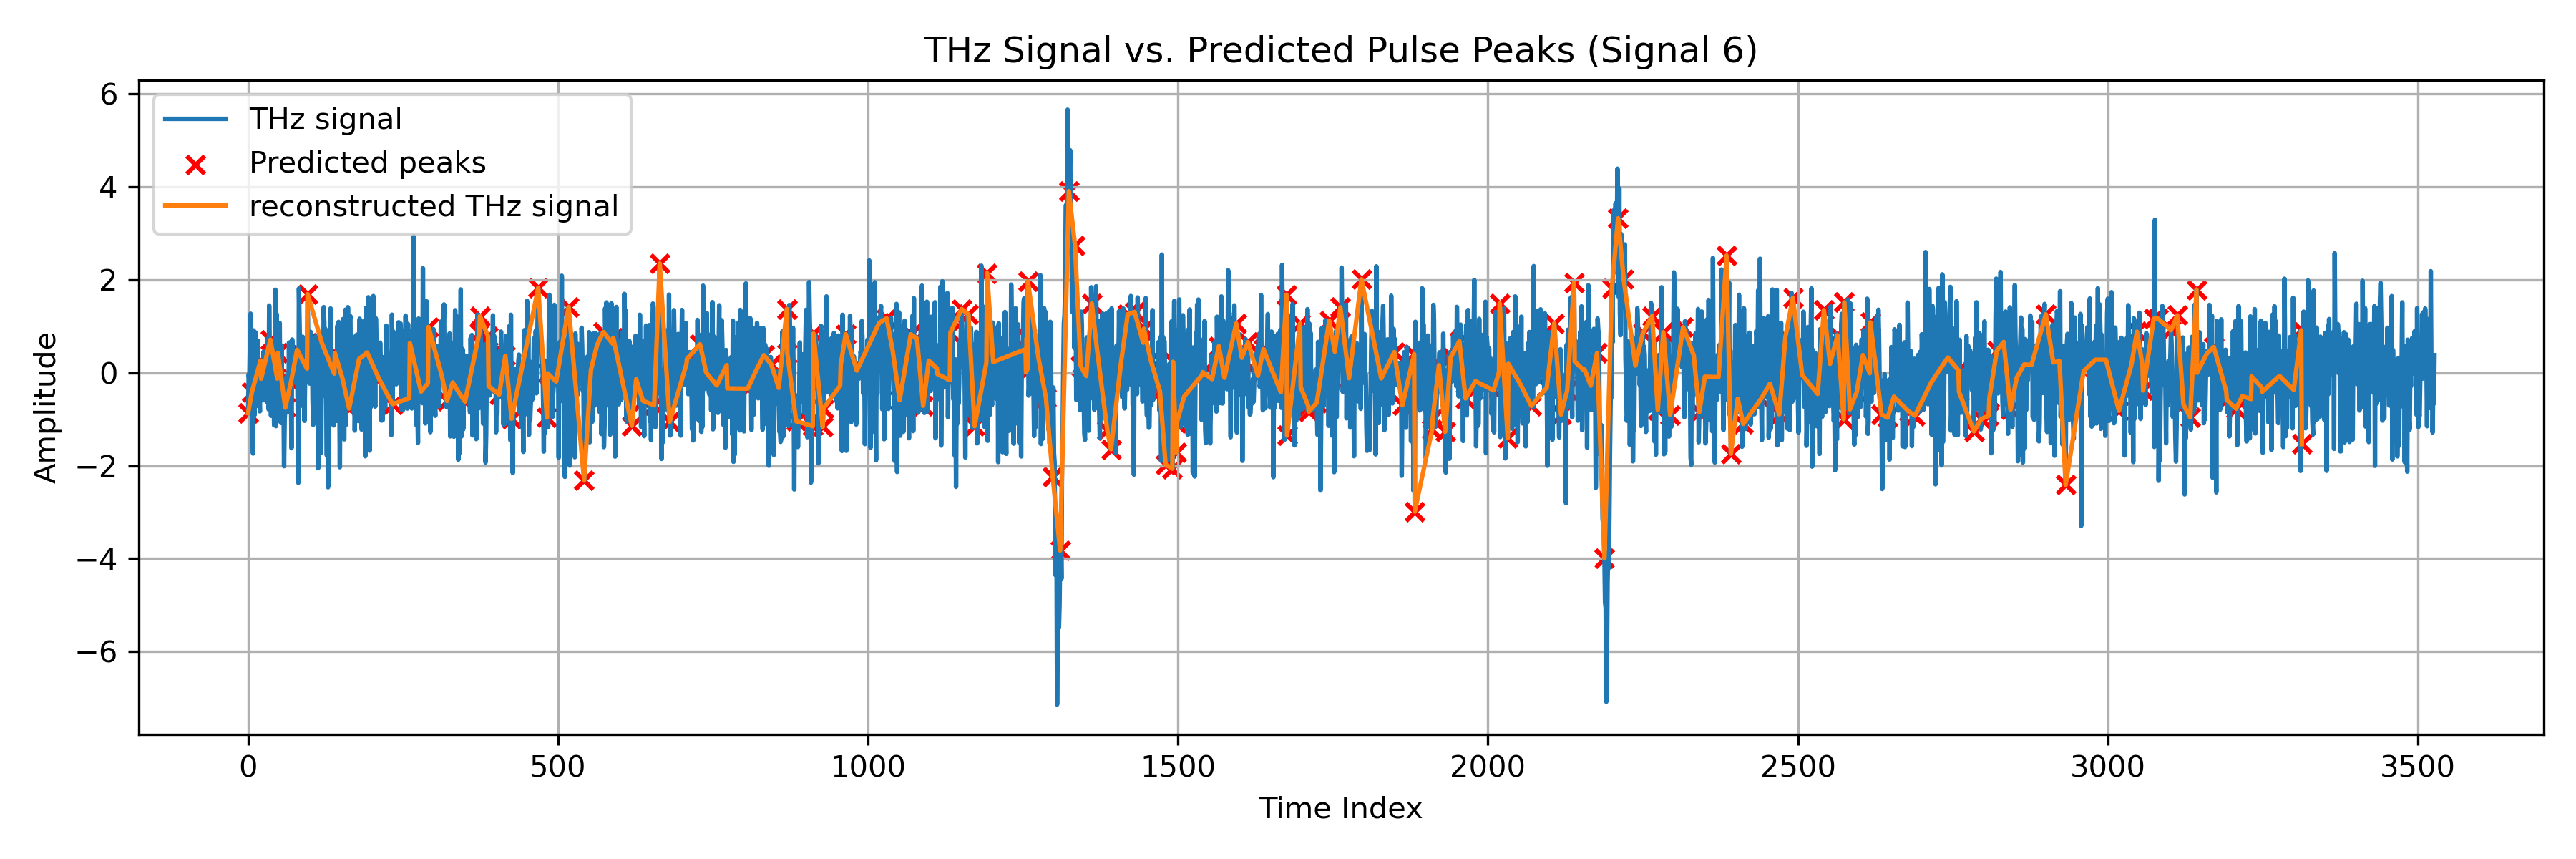 THz Signal vs. Predicted Pulse Peaks (Signal 6)
THz signal
Predicted peaks
reconstructed THz signal
Amplitude
6
4
2
0
−2
−4
−6
0 500 1000 1500 2000 2500 3000 3500
Time Index